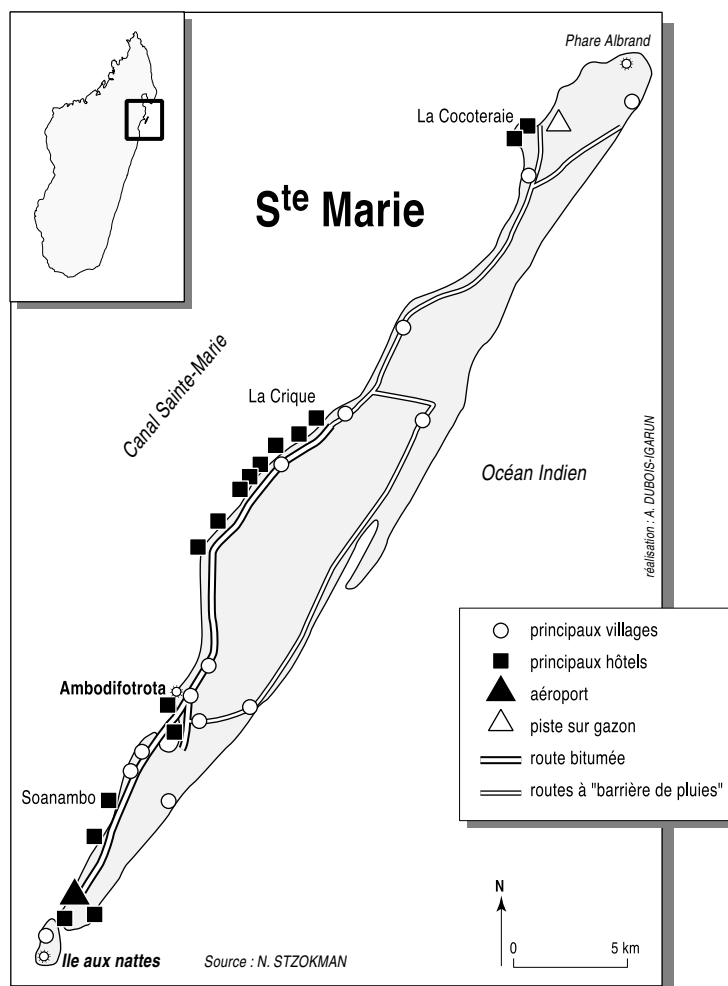 Phare Albrand
La Cocoteraie
Ste Marie
Canal Sainte-Marie
La Crique
Océan Indien
réalisation : A. DUBOIS-IGARUN
principaux villages
principaux hôtels
aéroport
piste sur gazon
route bitumée
routes à "barrière de pluies"
Ambodifotrota
Soanambo
N
0 5 km
Ile aux nattes
Source : N. STZOKMAN